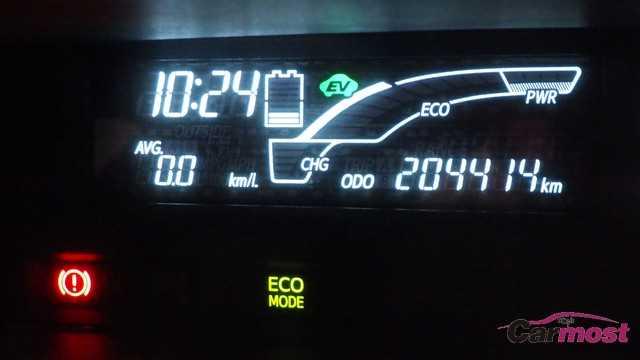 10:24
EV
ECO
PWR
AVG.
0.0 km/L
CHG
ODO 204414 km
ECO
MODE
Carmost